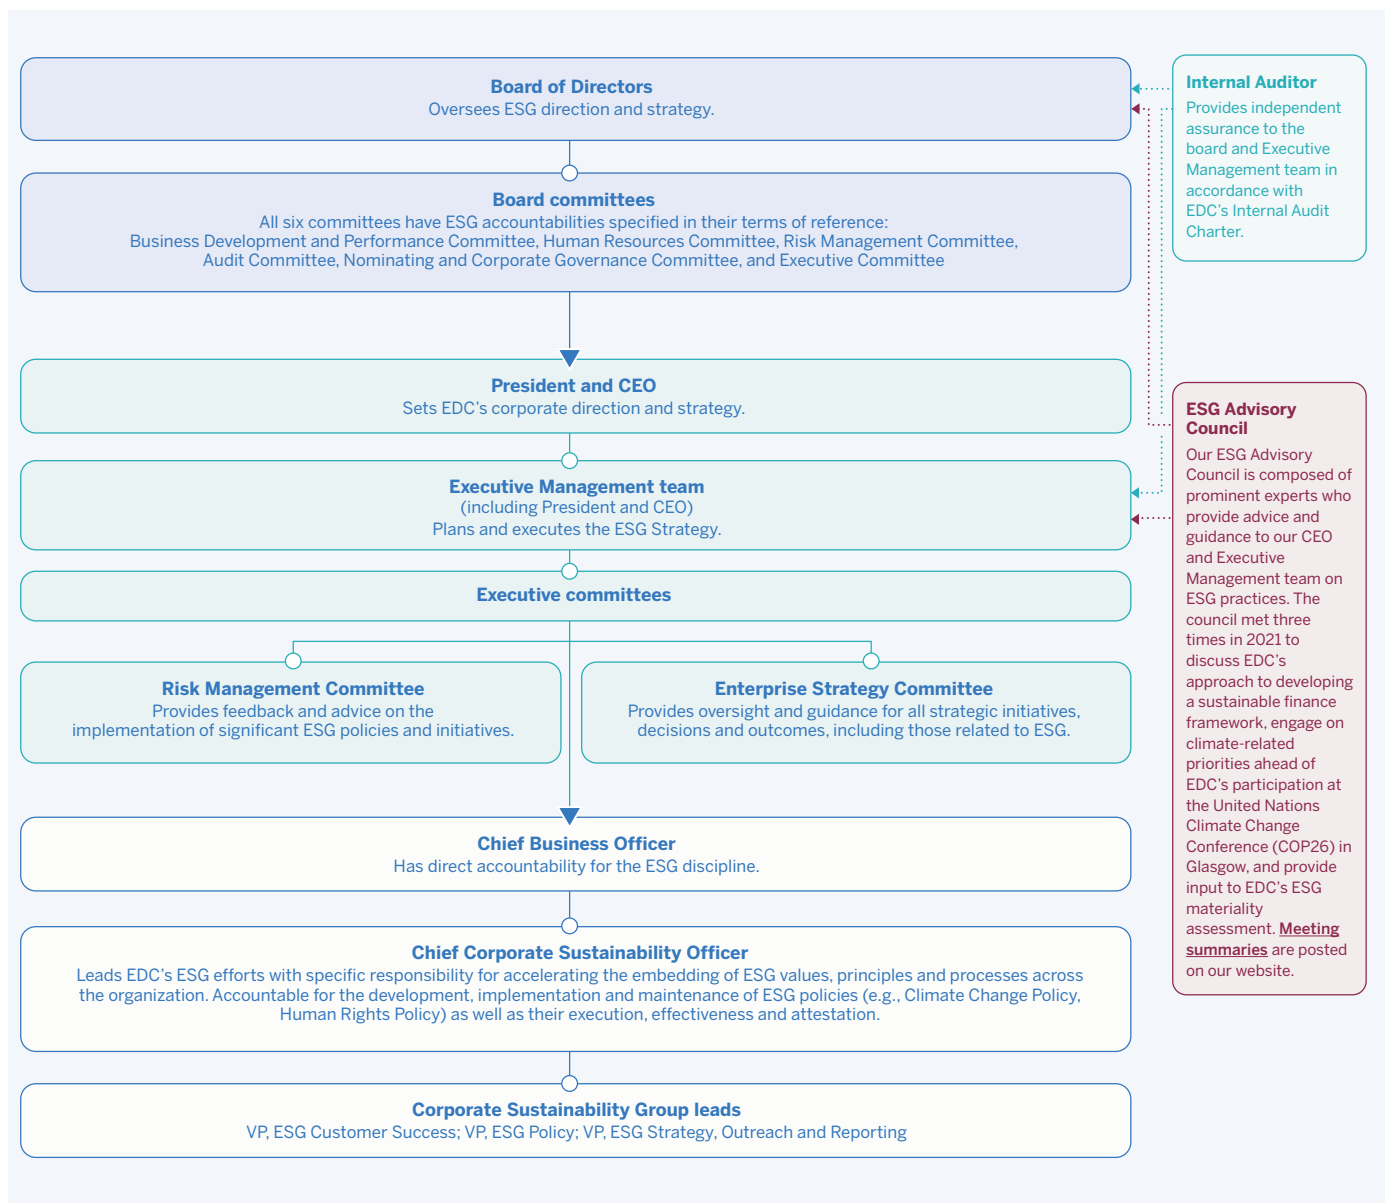 Board of Directors
Oversees ESG direction and strategy.
Board committees
All six committees have ESG accountabilities specified in their terms of reference:
Business Development and Performance Committee, Human Resources Committee, Risk Management Committee,
Audit Committee, Nominating and Corporate Governance Committee, and Executive Committee
President and CEO
Sets EDC's corporate direction and strategy.
Executive Management team
(including President and CEO)
Plans and executes the ESG Strategy.
Executive committees
Risk Management Committee
Provides feedback and advice on the
implementation of significant ESG policies and initiatives.
Enterprise Strategy Committee
Provides oversight and guidance for all strategic initiatives,
decisions and outcomes, including those related to ESG.
Chief Business Officer
Has direct accountability for the ESG discipline.
Chief Corporate Sustainability Officer
Leads EDC's ESG efforts with specific responsibility for accelerating the embedding of ESG values, principles and processes across
the organization. Accountable for the development, implementation and maintenance of ESG policies (e.g., Climate Change Policy,
Human Rights Policy) as well as their execution, effectiveness and attestation.
Corporate Sustainability Group leads
VP, ESG Customer Success; VP, ESG Policy; VP, ESG Strategy, Outreach and Reporting
Internal Auditor
Provides independent
assurance to the
board and Executive
Management team in
accordance with
EDC's Internal Audit
Charter.
ESG Advisory
Council
Our ESG Advisory
Council is composed of
prominent experts who
provide advice and
guidance to our CEO
and Executive
Management team on
ESG practices. The
council met three
times in 2021 to
discuss EDC's
approach to developing
a sustainable finance
framework, engage on
climate-related
priorities ahead of
EDC's participation at
the United Nations
Climate Change
Conference (COP26) in
Glasgow, and provide
input to EDC's ESG
materiality
assessment. Meeting
summaries are posted
on our website.